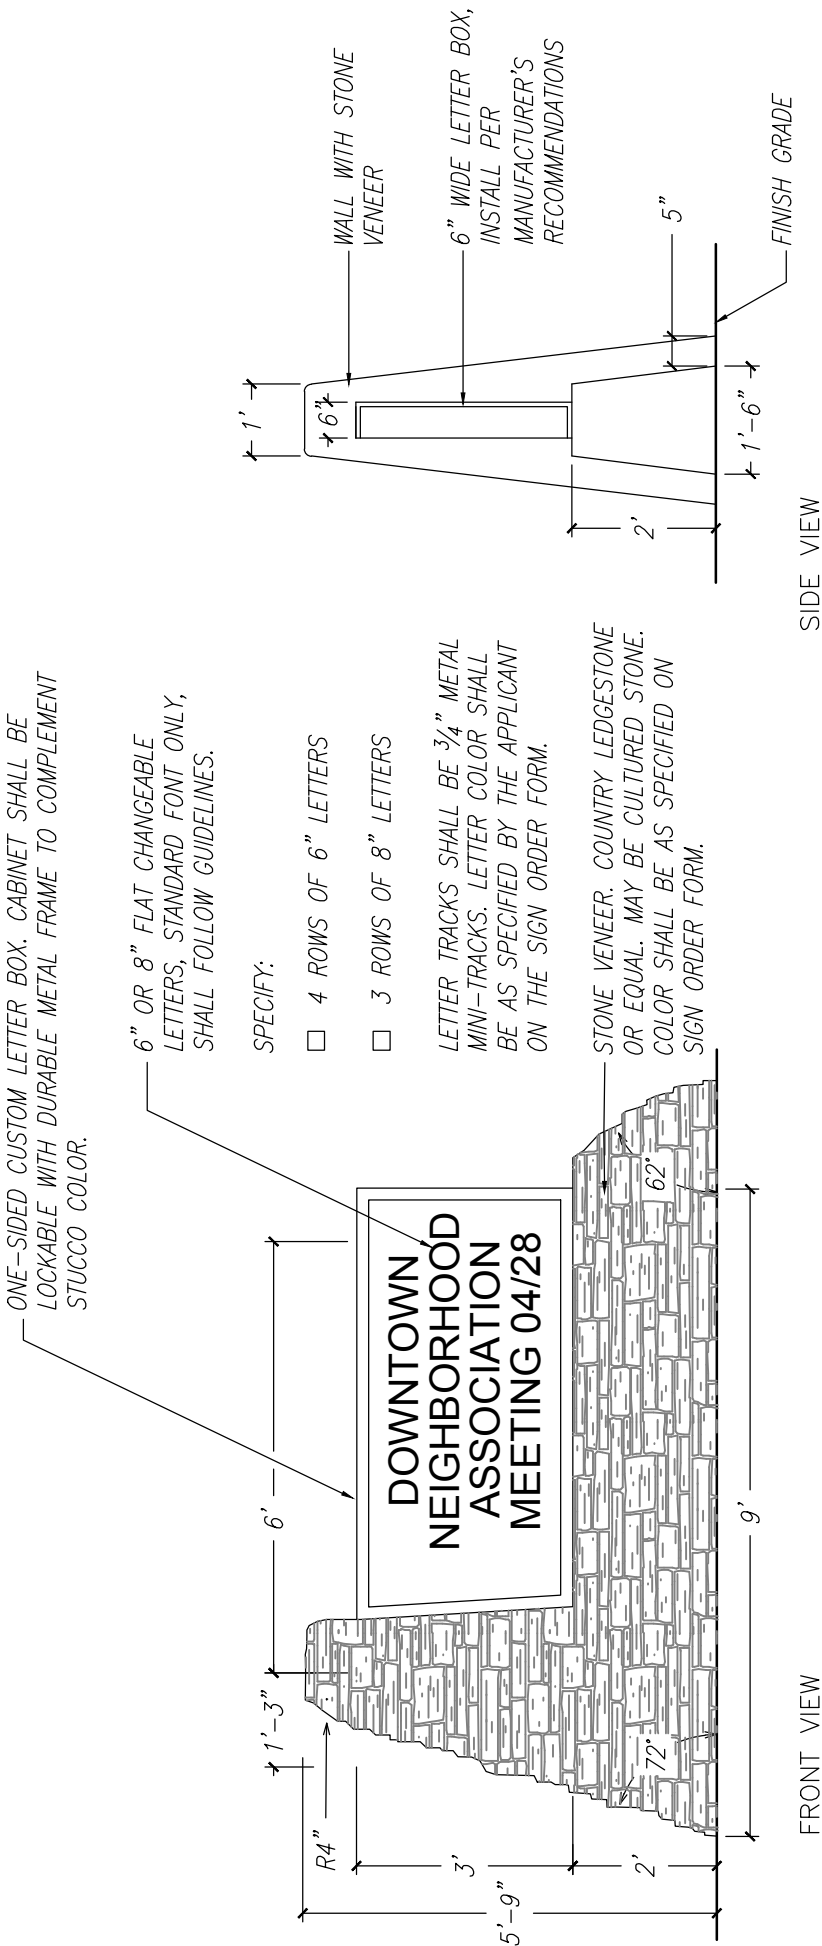 ONE-SIDED CUSTOM LETTER BOX. CABINET SHALL BE
LOCKABLE WITH DURABLE METAL FRAME TO COMPLEMENT
STUCCO COLOR.
6" OR 8" FLAT CHANGEABLE
LETTERS, STANDARD FONT ONLY,
SHALL FOLLOW GUIDELINES.
SPECIFY:
4 ROWS OF 6" LETTERS
3 ROWS OF 8" LETTERS
LETTER TRACKS SHALL BE 3/4" METAL
MINI-TRACKS. LETTER COLOR SHALL
BE AS SPECIFIED BY THE APPLICANT
ON THE SIGN ORDER FORM.
STONE VENEER. COUNTRY LEDGESTONE
OR EQUAL. MAY BE CULTURED STONE.
COLOR SHALL BE AS SPECIFIED ON
SIGN ORDER FORM.
1'-3"
6'
R4"
3'
2'
5'-9"
DOWNTOWN
NEIGHBORHOOD
ASSOCIATION
MEETING 04/28
72°
62°
9'
FRONT VIEW
1'
6"
WALL WITH STONE
VENEER
6" WIDE LETTER BOX,
INSTALL PER
MANUFACTURER'S
RECOMMENDATIONS
2'
5"
1'-6"
FINISH GRADE
SIDE VIEW